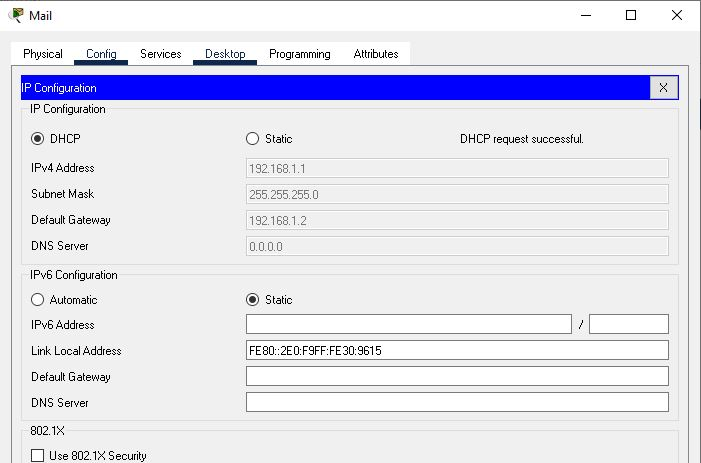 Mail
Physical Config Services Desktop Programming Attributes
IP Configuration X
IP Configuration
DHCP Static DHCP request successful.
IPv4 Address 192.168.1.1
Subnet Mask 255.255.255.0
Default Gateway 192.168.1.2
DNS Server 0.0.0.0
IPv6 Configuration
Automatic Static
IPv6 Address /
Link Local Address FE80::2E0:F9FF:FE30:9615
Default Gateway
DNS Server
802.1X
Use 802.1X Security